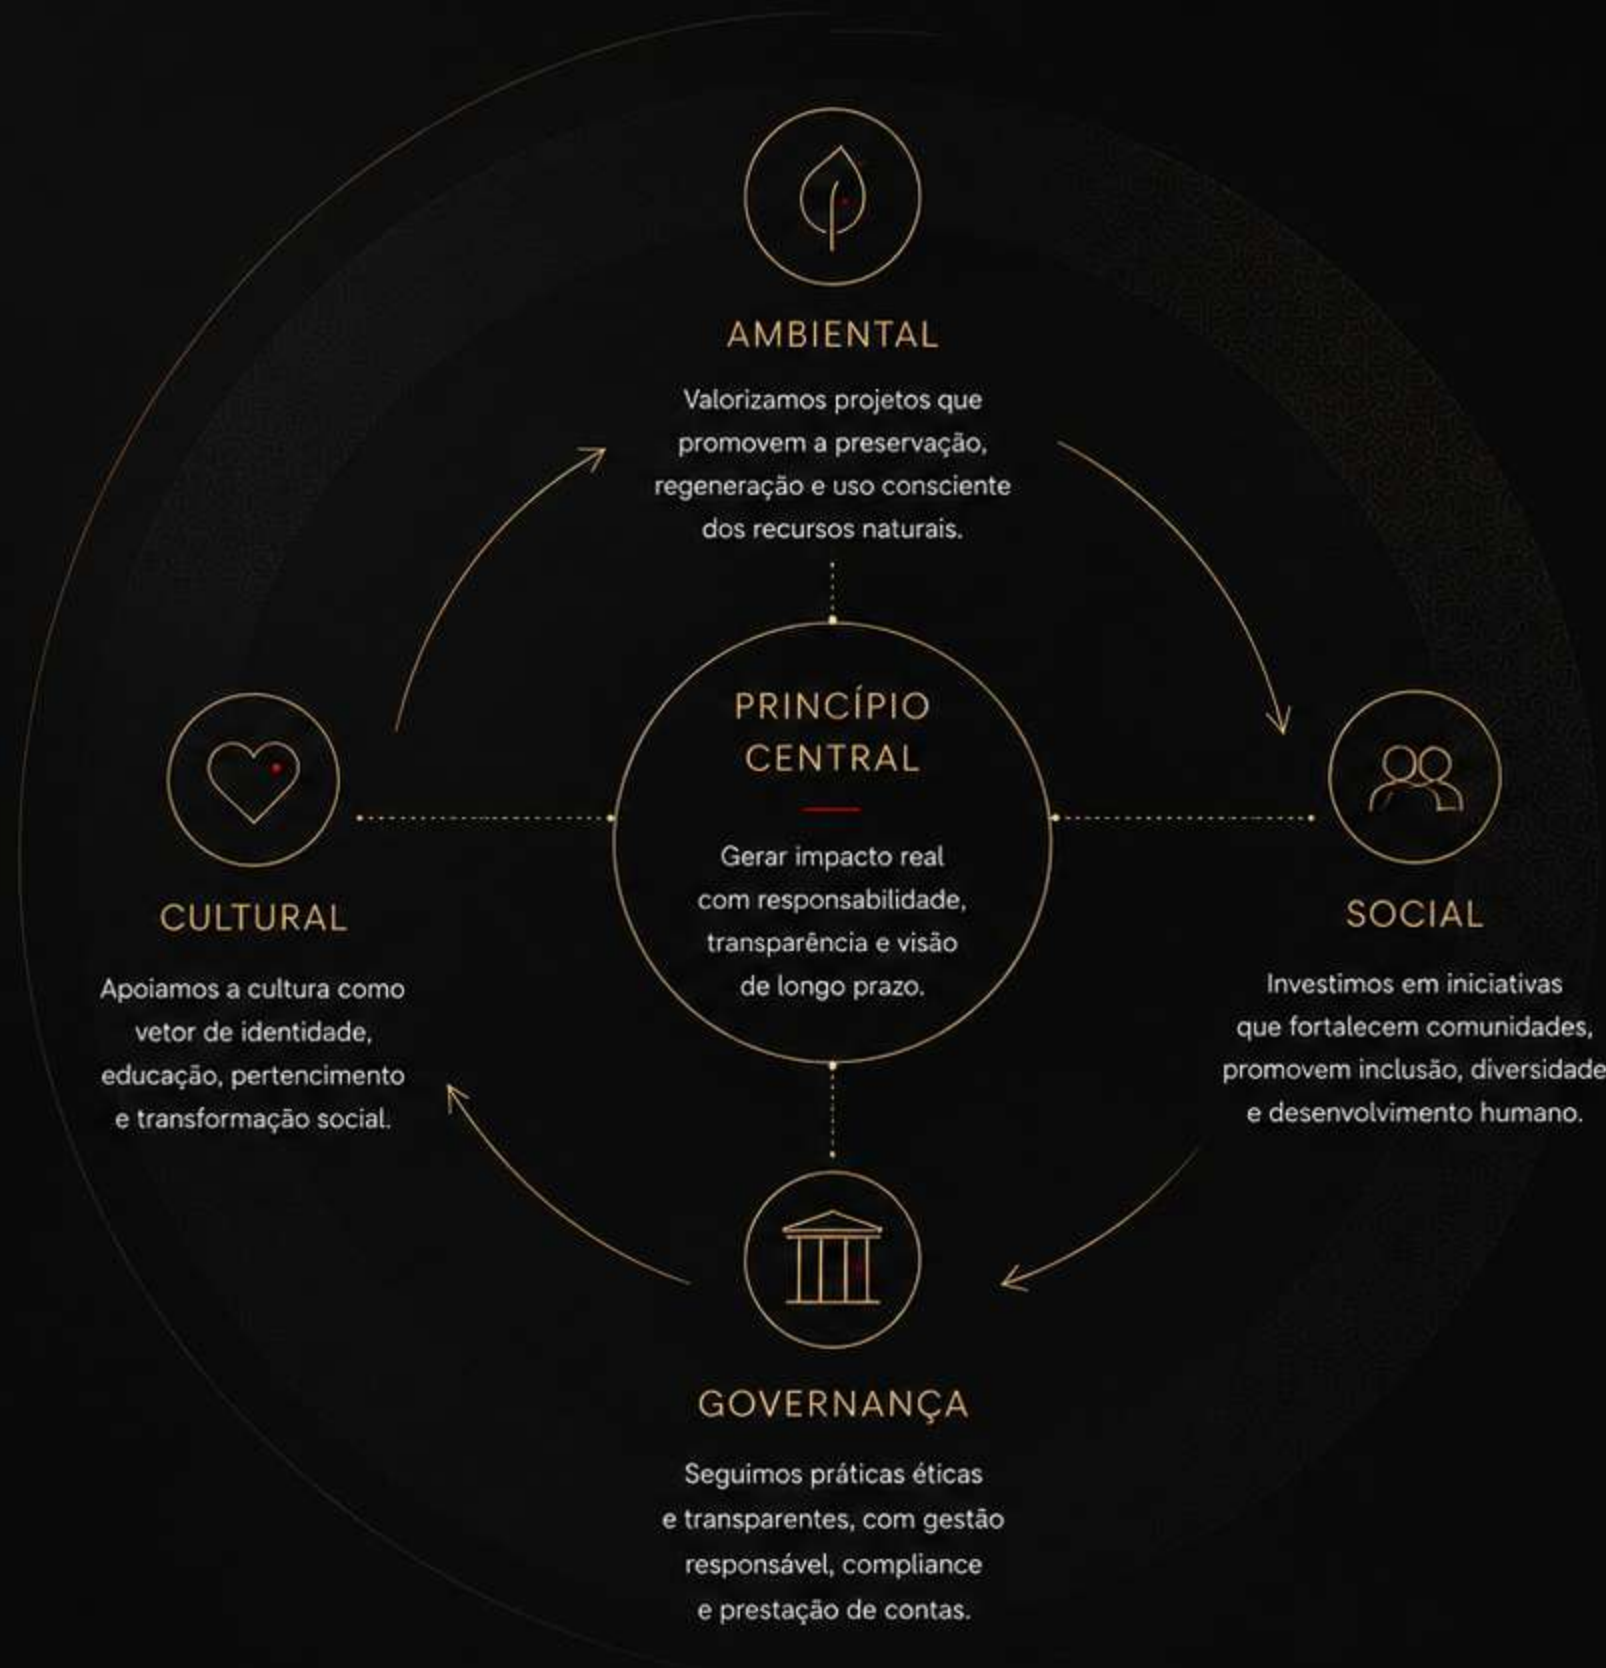 AMBIENTAL
Valorizamos projetos que
promovem a preservação,
regeneração e uso consciente
dos recursos naturais.
PRINCÍPIO
CENTRAL
Gerar impacto real
com responsabilidade,
transparência e visão
de longo prazo.
CULTURAL
Apoiamos a cultura como
vetor de identidade,
educação, pertencimento
e transformação social.
SOCIAL
Investimos em iniciativas
que fortalecem comunidades,
promovem inclusão, diversidade
e desenvolvimento humano.
GOVERNANÇA
Seguimos práticas éticas
e transparentes, com gestão
responsável, compliance
e prestação de contas.